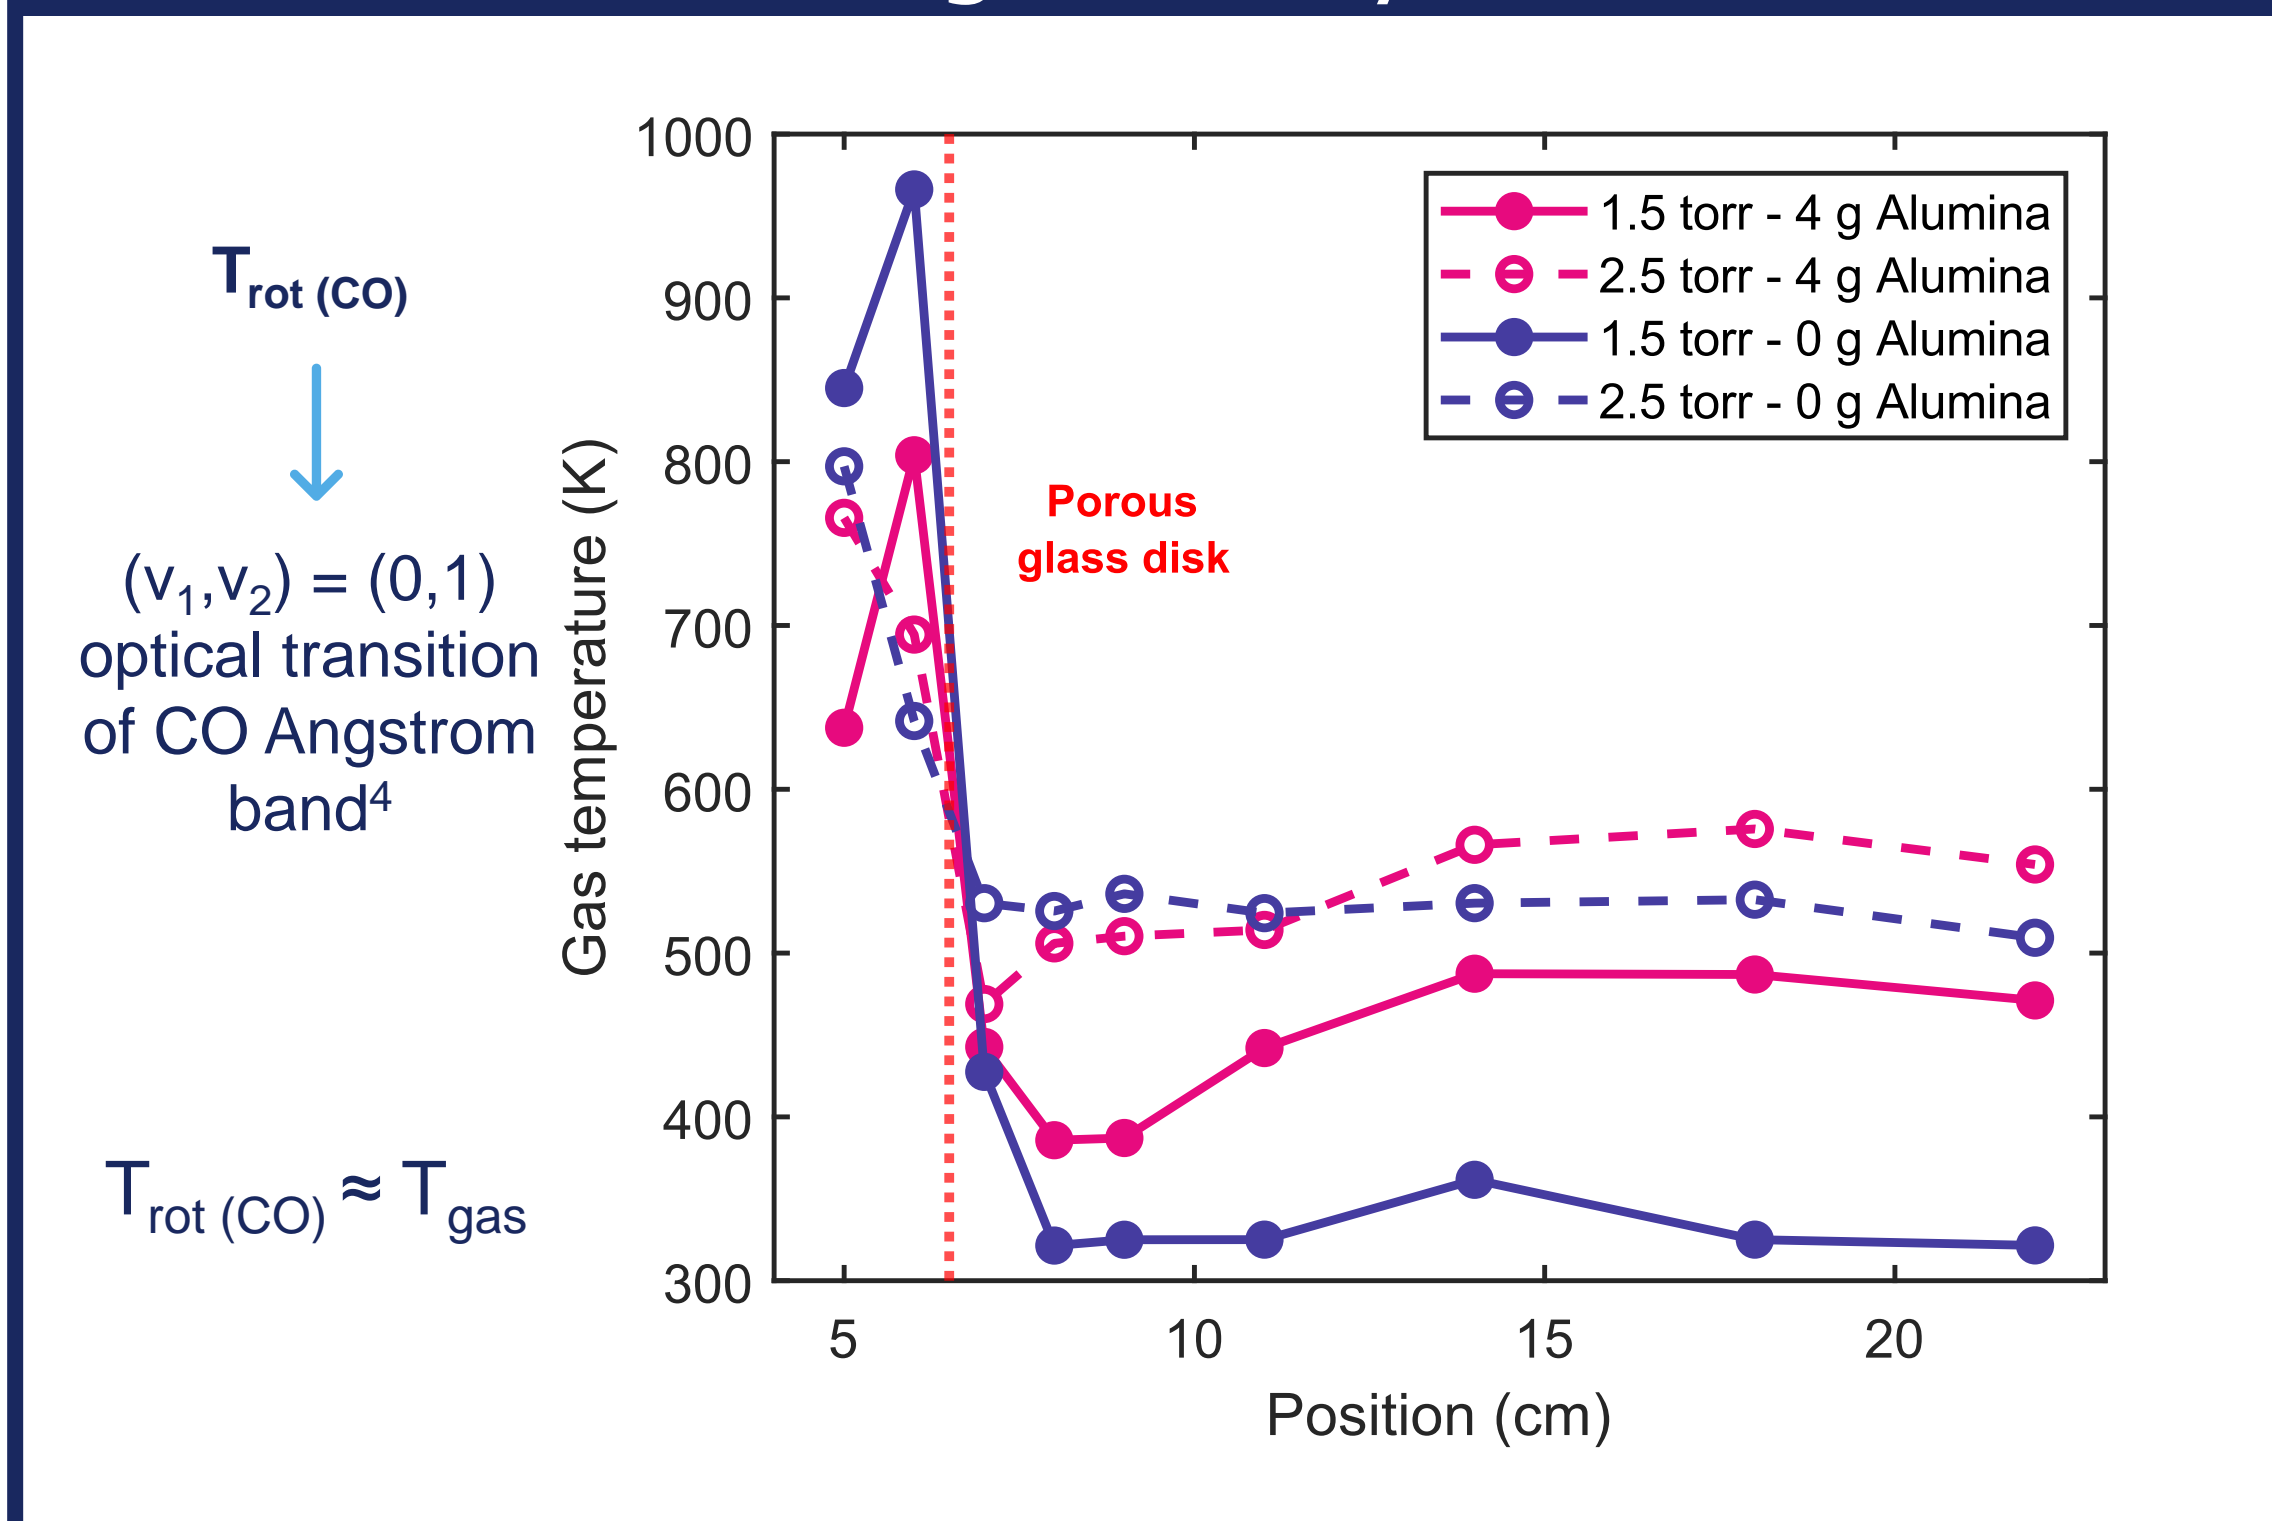 T_rot (CO)
(v₁,v₂) = (0,1)
optical transition
of CO Angstrom
band⁴
T_rot (CO) ≈ T_gas
Gas temperature (K)
1000
900
800
700
600
500
400
300
5
10
15
20
Position (cm)
1.5 torr - 4 g Alumina
2.5 torr - 4 g Alumina
1.5 torr - 0 g Alumina
2.5 torr - 0 g Alumina
Porous
glass disk